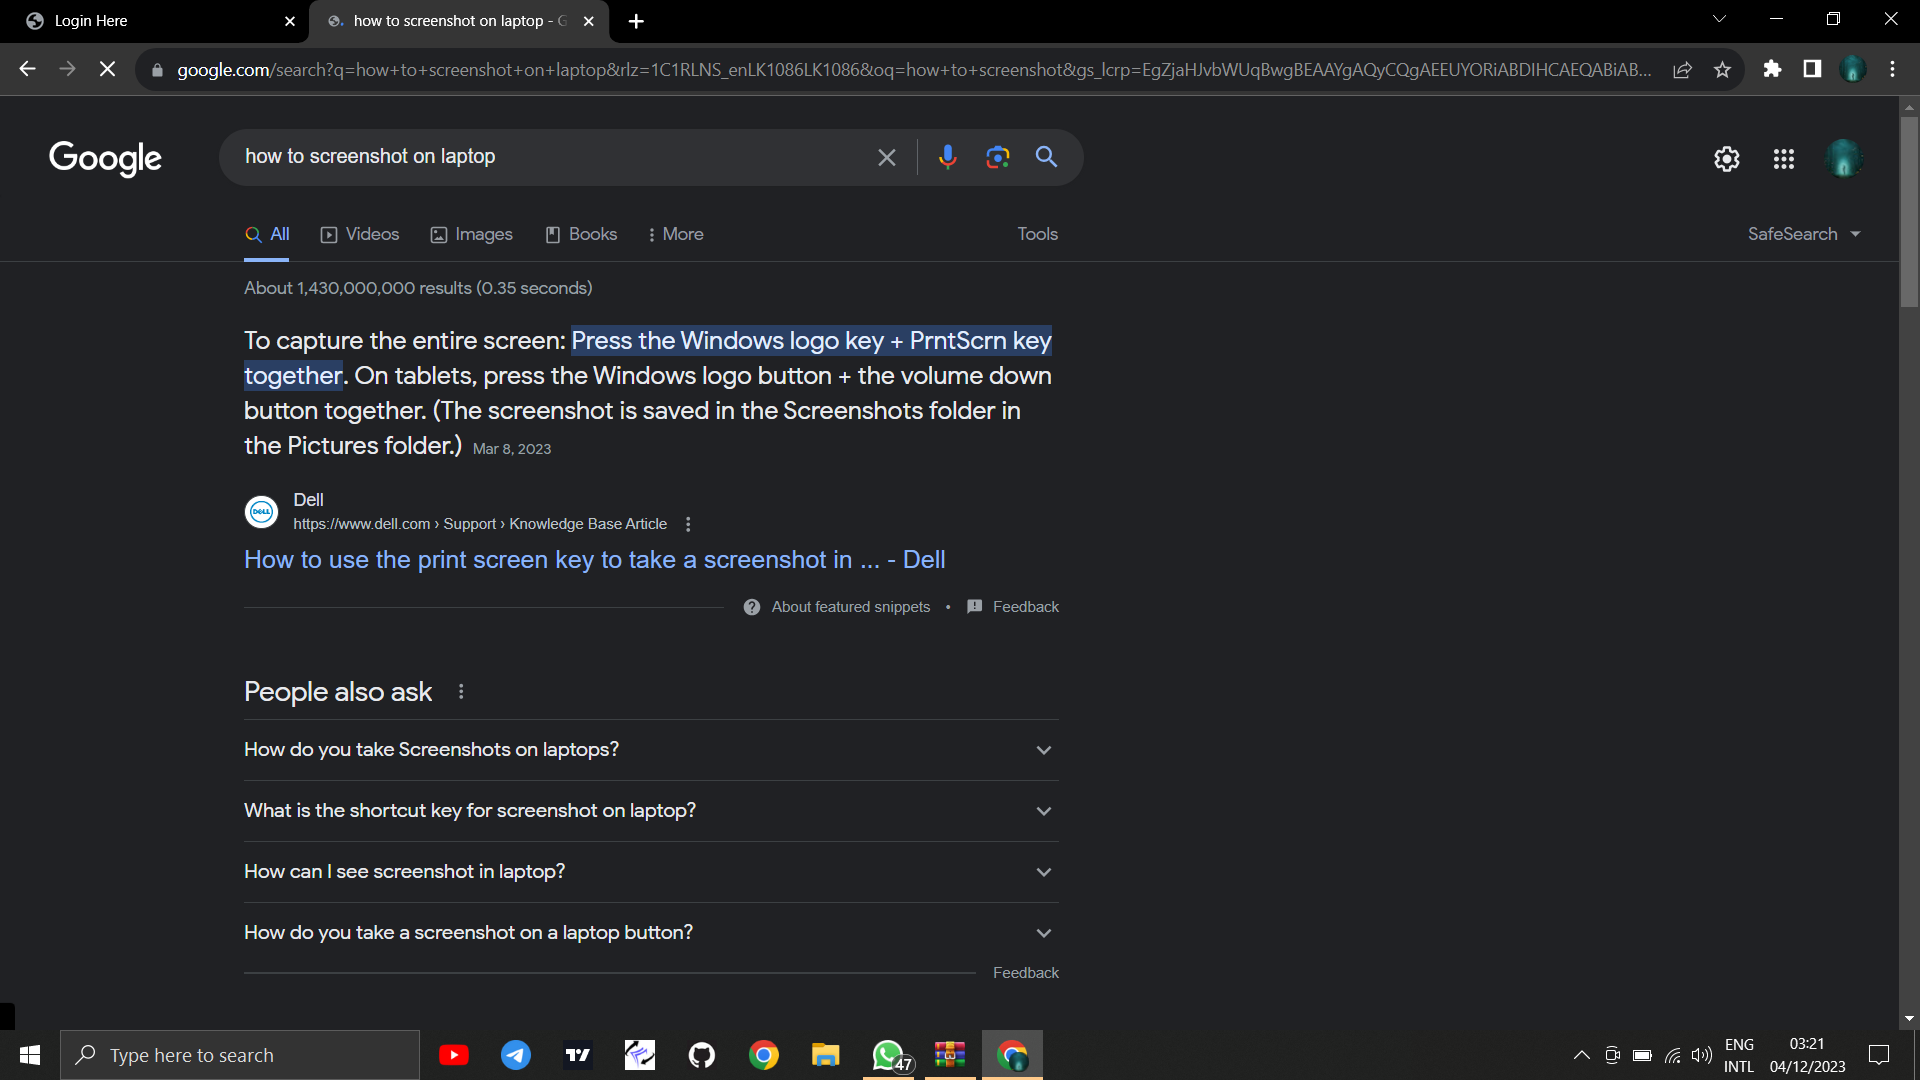 Login Here
how to screenshot on laptop - G
google.com/search?q=how+to+screenshot+on+laptop&rlz=1C1RLNS_enLK1086LK1086&oq=how+to+screenshot&gs_lcrp=EgZjaHJvbWUqBwgBEAAYgAQyCQgAEEUYORiABDIHCAEQABiAB...
Google
how to screenshot on laptop
All Videos Images Books More Tools SafeSearch
About 1,430,000,000 results (0.35 seconds)
To capture the entire screen: Press the Windows logo key + PrntScrn key
together. On tablets, press the Windows logo button + the volume down
button together. (The screenshot is saved in the Screenshots folder in
the Pictures folder.) Mar 8, 2023
DELL
Dell
https://www.dell.com › Support › Knowledge Base Article
How to use the print screen key to take a screenshot in ... - Dell
About featured snippets • Feedback
People also ask
How do you take Screenshots on laptops?
What is the shortcut key for screenshot on laptop?
How can I see screenshot in laptop?
How do you take a screenshot on a laptop button?
Feedback
Type here to search
47
ENG
INTL
03:21
04/12/2023